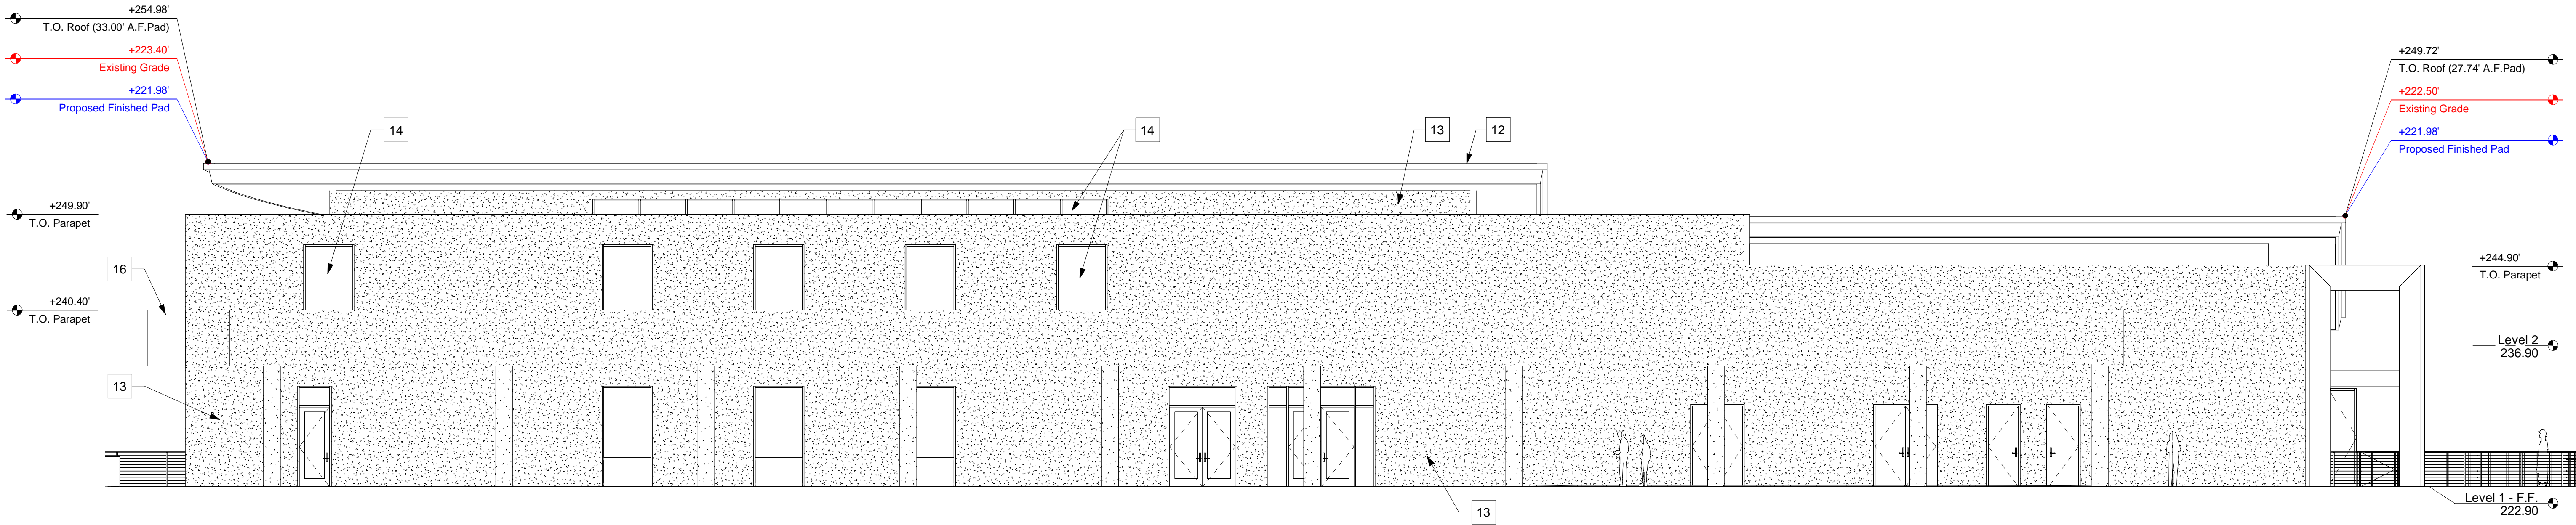 +254.98'
T.O. Roof (33.00' A.F.Pad)
+223.40'
Existing Grade
+221.98'
Proposed Finished Pad
+249.90'
T.O. Parapet
16
+240.40'
T.O. Parapet
13
14
14
13
12
13
+249.72'
T.O. Roof (27.74' A.F.Pad)
+222.50'
Existing Grade
+221.98'
Proposed Finished Pad
+244.90'
T.O. Parapet
Level 2
236.90
Level 1 - F.F.
222.90